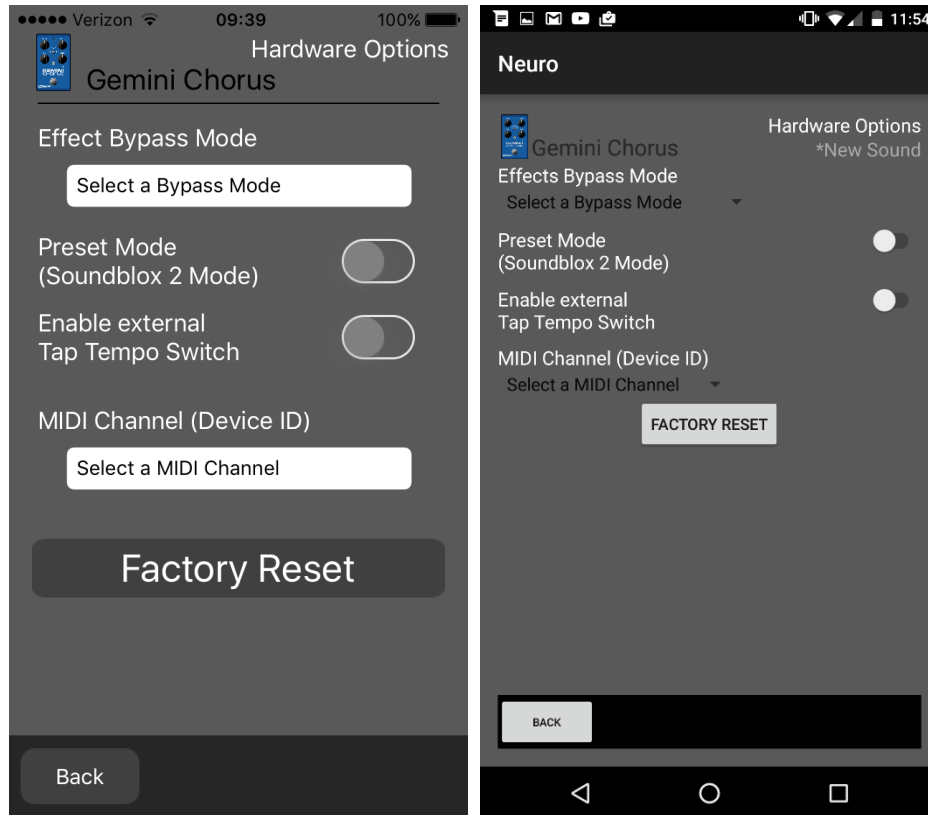 Verizon 09:39 100%
Hardware Options
Gemini Chorus
Effect Bypass Mode
Select a Bypass Mode
Preset Mode
(Soundblox 2 Mode)
Enable external
Tap Tempo Switch
MIDI Channel (Device ID)
Select a MIDI Channel
Factory Reset
Back
11:54
Neuro
Hardware Options
*New Sound
Gemini Chorus
Effects Bypass Mode
Select a Bypass Mode
Preset Mode
(Soundblox 2 Mode)
Enable external
Tap Tempo Switch
MIDI Channel (Device ID)
Select a MIDI Channel
FACTORY RESET
BACK